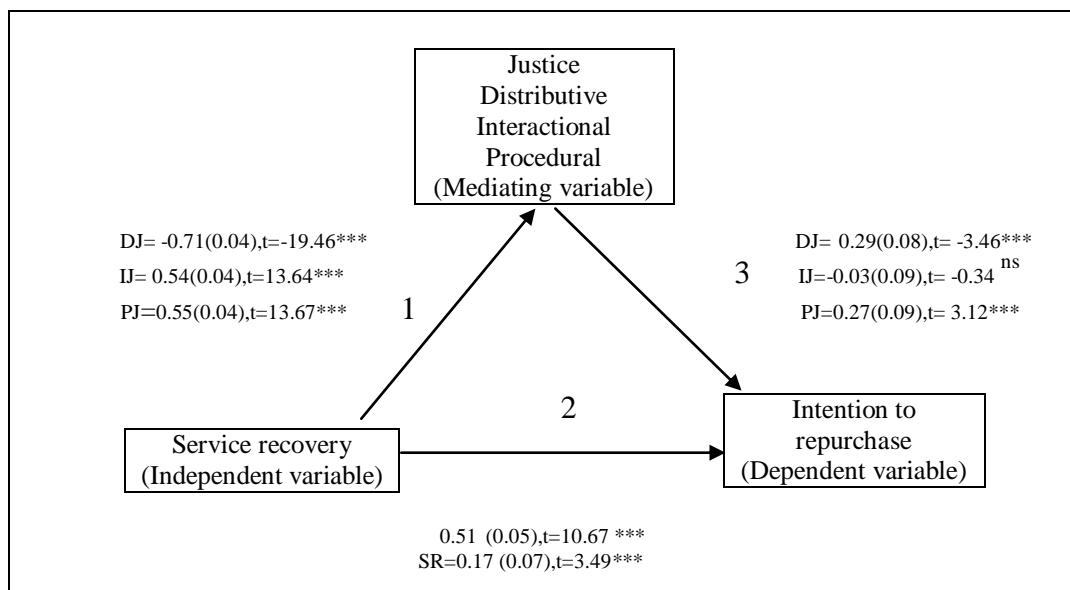 Justice
Distributive
Interactional
Procedural
(Mediating variable)
DJ= -0.71(0.04),t=-19.46***
IJ= 0.54(0.04),t=13.64***
PJ=0.55(0.04),t=13.67***
1
3
DJ= 0.29(0.08),t= -3.46***
IJ=-0.03(0.09),t= -0.34 ns
PJ=0.27(0.09),t= 3.12***
2
Service recovery
(Independent variable)
Intention to
repurchase
(Dependent variable)
0.51 (0.05),t=10.67 ***
SR=0.17 (0.07),t=3.49***